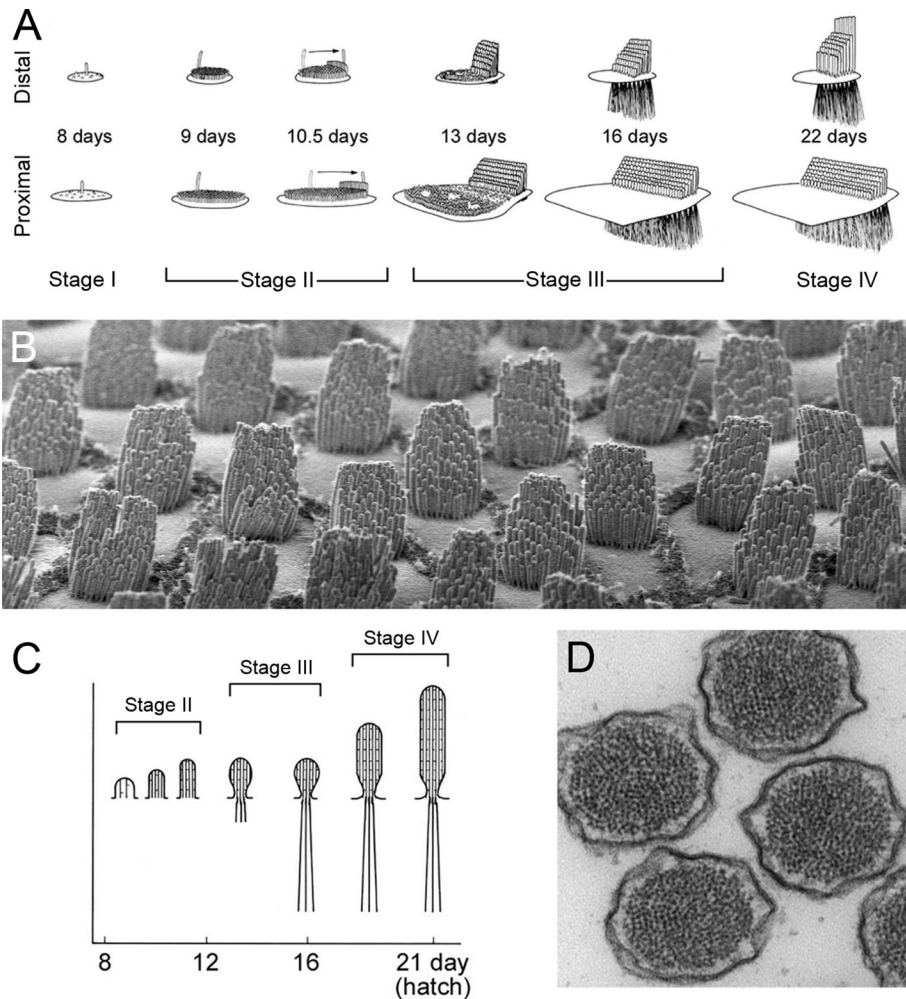 A
Distal
8 days
9 days
10.5 days
13 days
16 days
22 days
Proximal
Stage I
Stage II
Stage III
Stage IV
B
C
Stage II
Stage III
Stage IV
8
12
16
21 day
(hatch)
D